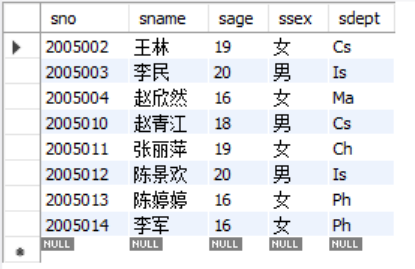 sno sname sage ssex sdept
2005002 王林 19 女 Cs
2005003 李民 20 男 Is
2005004 赵欣然 16 女 Ma
2005010 赵青江 18 男 Cs
2005011 张丽萍 19 女 Ch
2005012 陈景欢 20 男 Is
2005013 陈婷婷 16 女 Ph
2005014 李军 16 女 Ph
NULL NULL NULL NULL NULL